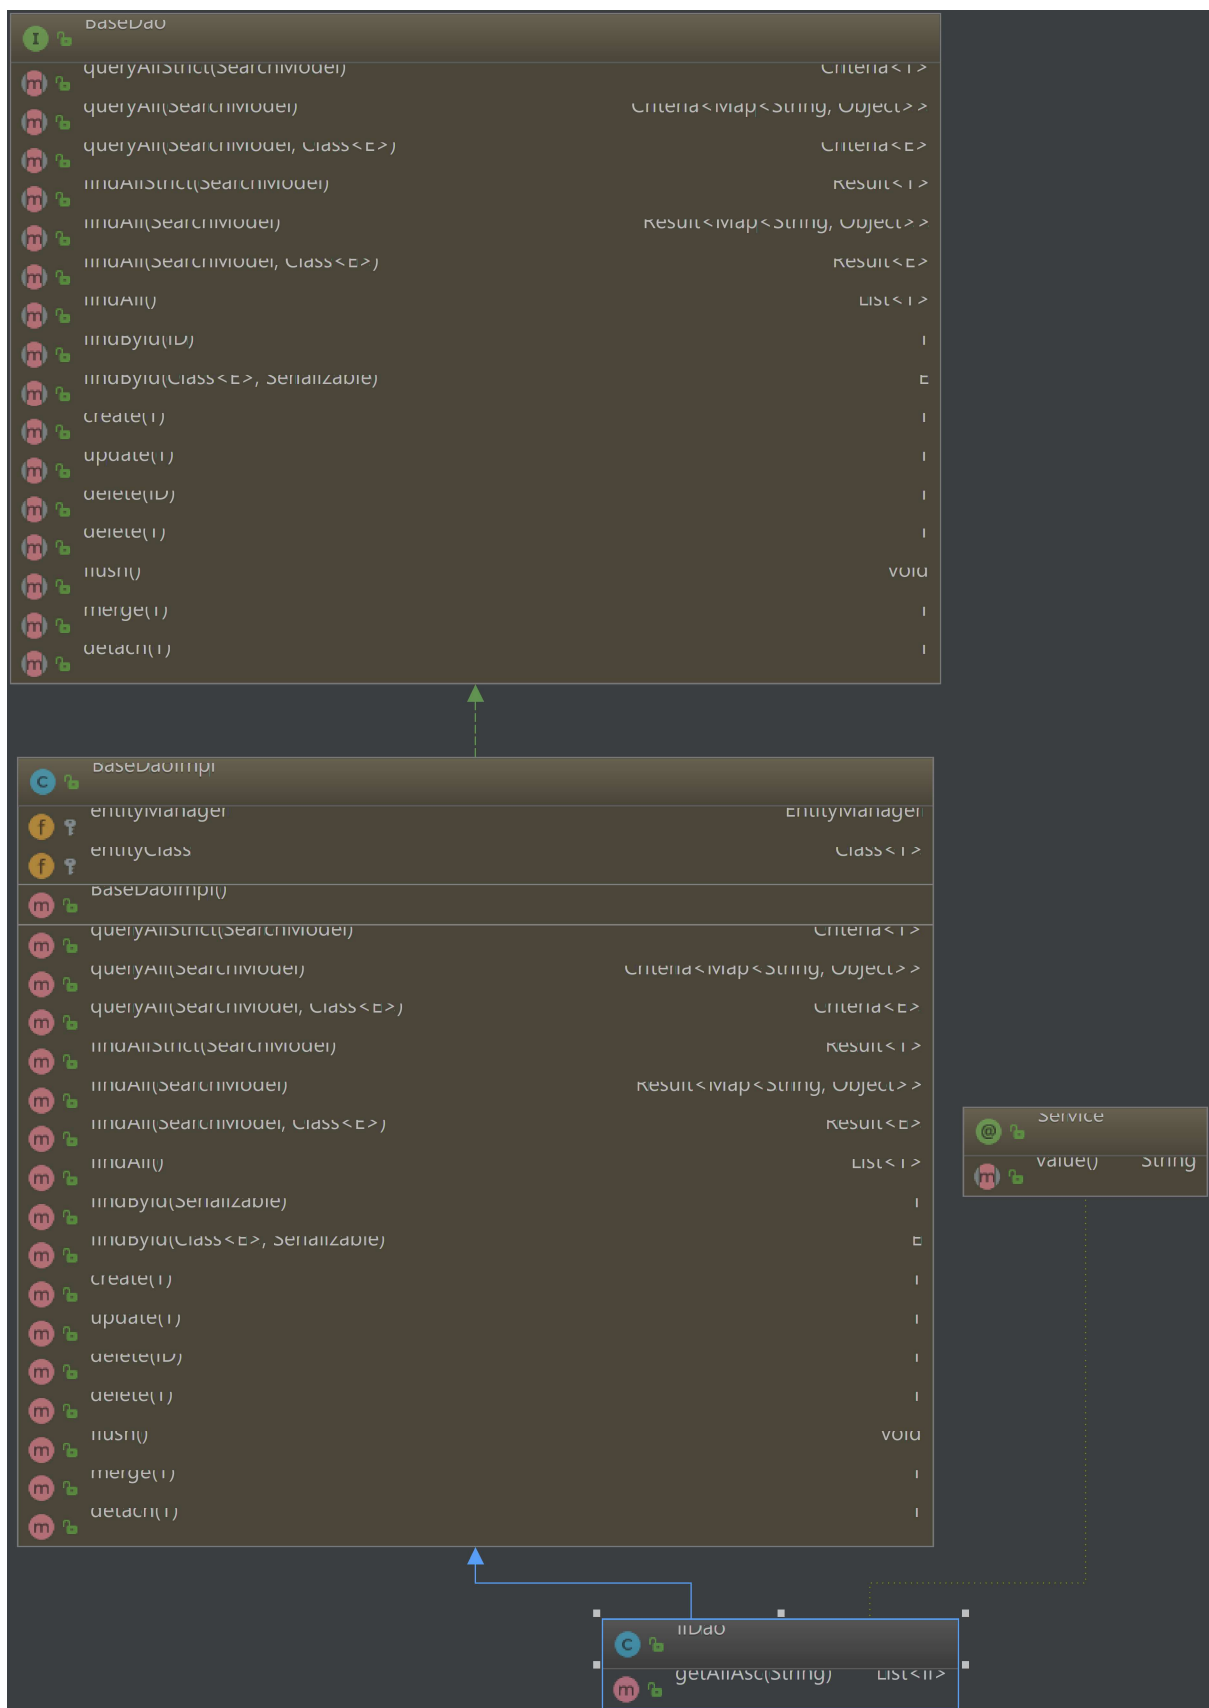 BaseDao
queryAllStrict(SearchModel) Criteria<T>
queryAll(SearchModel) Criteria<Map<String, Object>>
queryAll(SearchModel, Class<E>) Criteria<E>
findAllStrict(SearchModel) Result<T>
findAll(SearchModel) Result<Map<String, Object>>
findAll(SearchModel, Class<E>) Result<E>
findAll() List<T>
findById(ID) T
findById(Class<E>, Serializable) E
create(T) T
update(T) T
delete(ID) T
delete(T) T
flush() void
merge(T) T
detach(T) T
BaseDaoImpl
entityManager
entityClass Class<T>
BaseDaoImpl()
queryAllStrict(SearchModel) Criteria<T>
queryAll(SearchModel) Criteria<Map<String, Object>>
queryAll(SearchModel, Class<E>) Criteria<E>
findAllStrict(SearchModel) Result<T>
findAll(SearchModel) Result<Map<String, Object>>
findAll(SearchModel, Class<E>) Result<E>
findAll() List<T>
findById(Serializable) T
findById(Class<E>, Serializable) E
create(T) T
update(T) T
delete(ID) T
delete(T) T
flush() void
merge(T) T
detach(T) T
Service
value() String
getAllAsc(String)